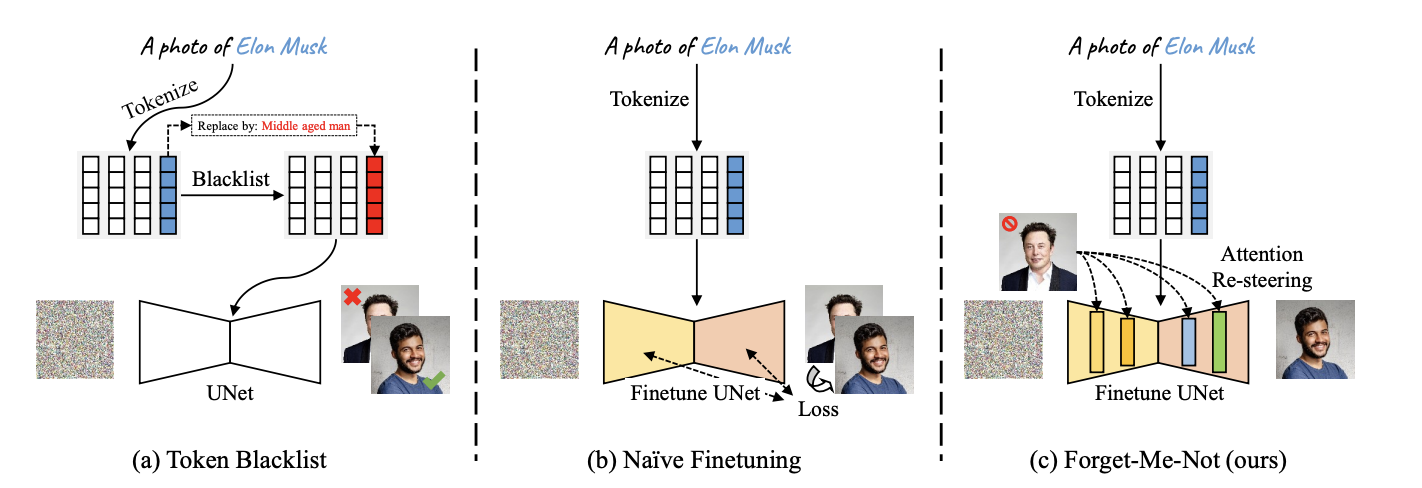 A photo of Elon Musk
Tokenize
Replace by: Middle aged man
Blacklist
UNet
(a) Token Blacklist
A photo of Elon Musk
Tokenize
Finetune UNet
Loss
(b) Naïve Finetuning
A photo of Elon Musk
Tokenize
Attention
Re-steering
Finetune UNet
(c) Forget-Me-Not (ours)